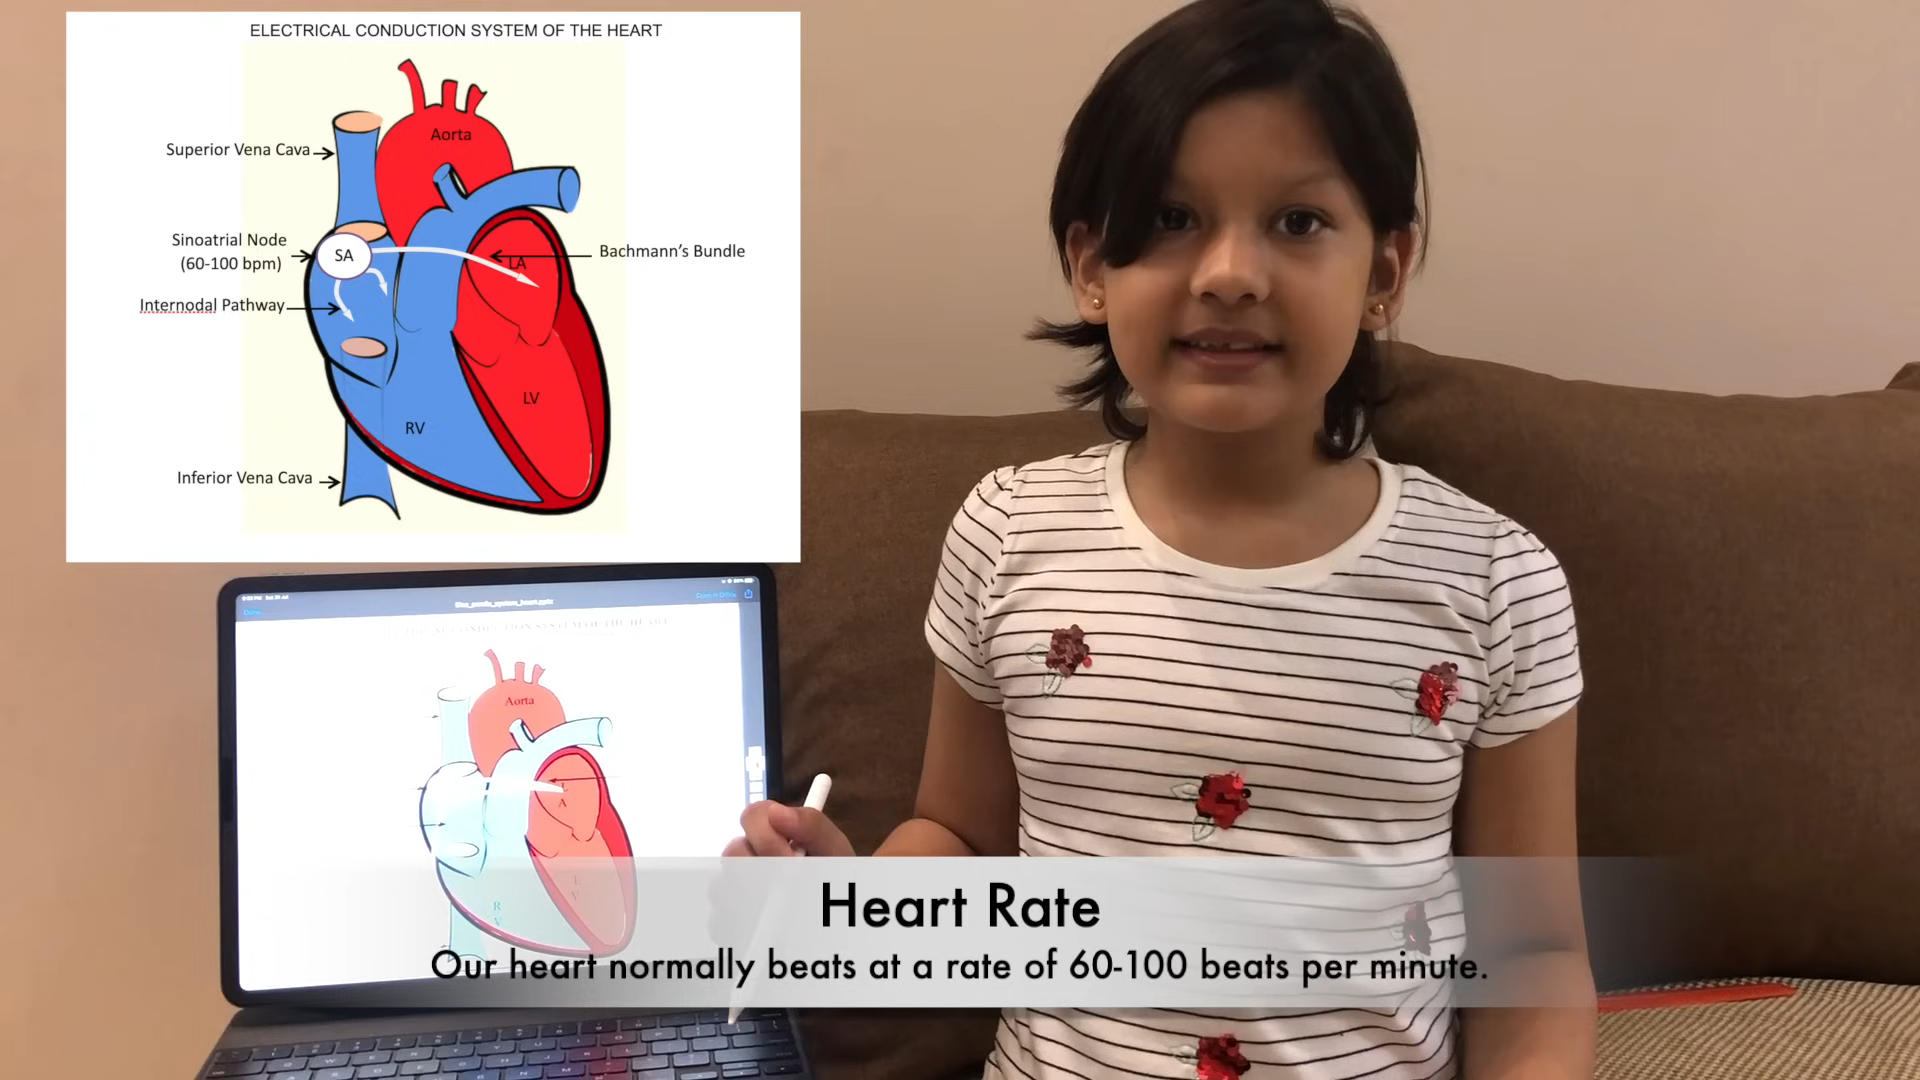 ELECTRICAL CONDUCTION SYSTEM OF THE HEART
Aorta
Superior Vena Cava
Sinoatrial Node
(60-100 bpm)
SA
Bachmann's Bundle
LA
Internodal Pathway
LV
RV
Inferior Vena Cava
Done
Aorta
L
A
L
V
R
V
Heart Rate
Our heart normally beats at a rate of 60-100 beats per minute.